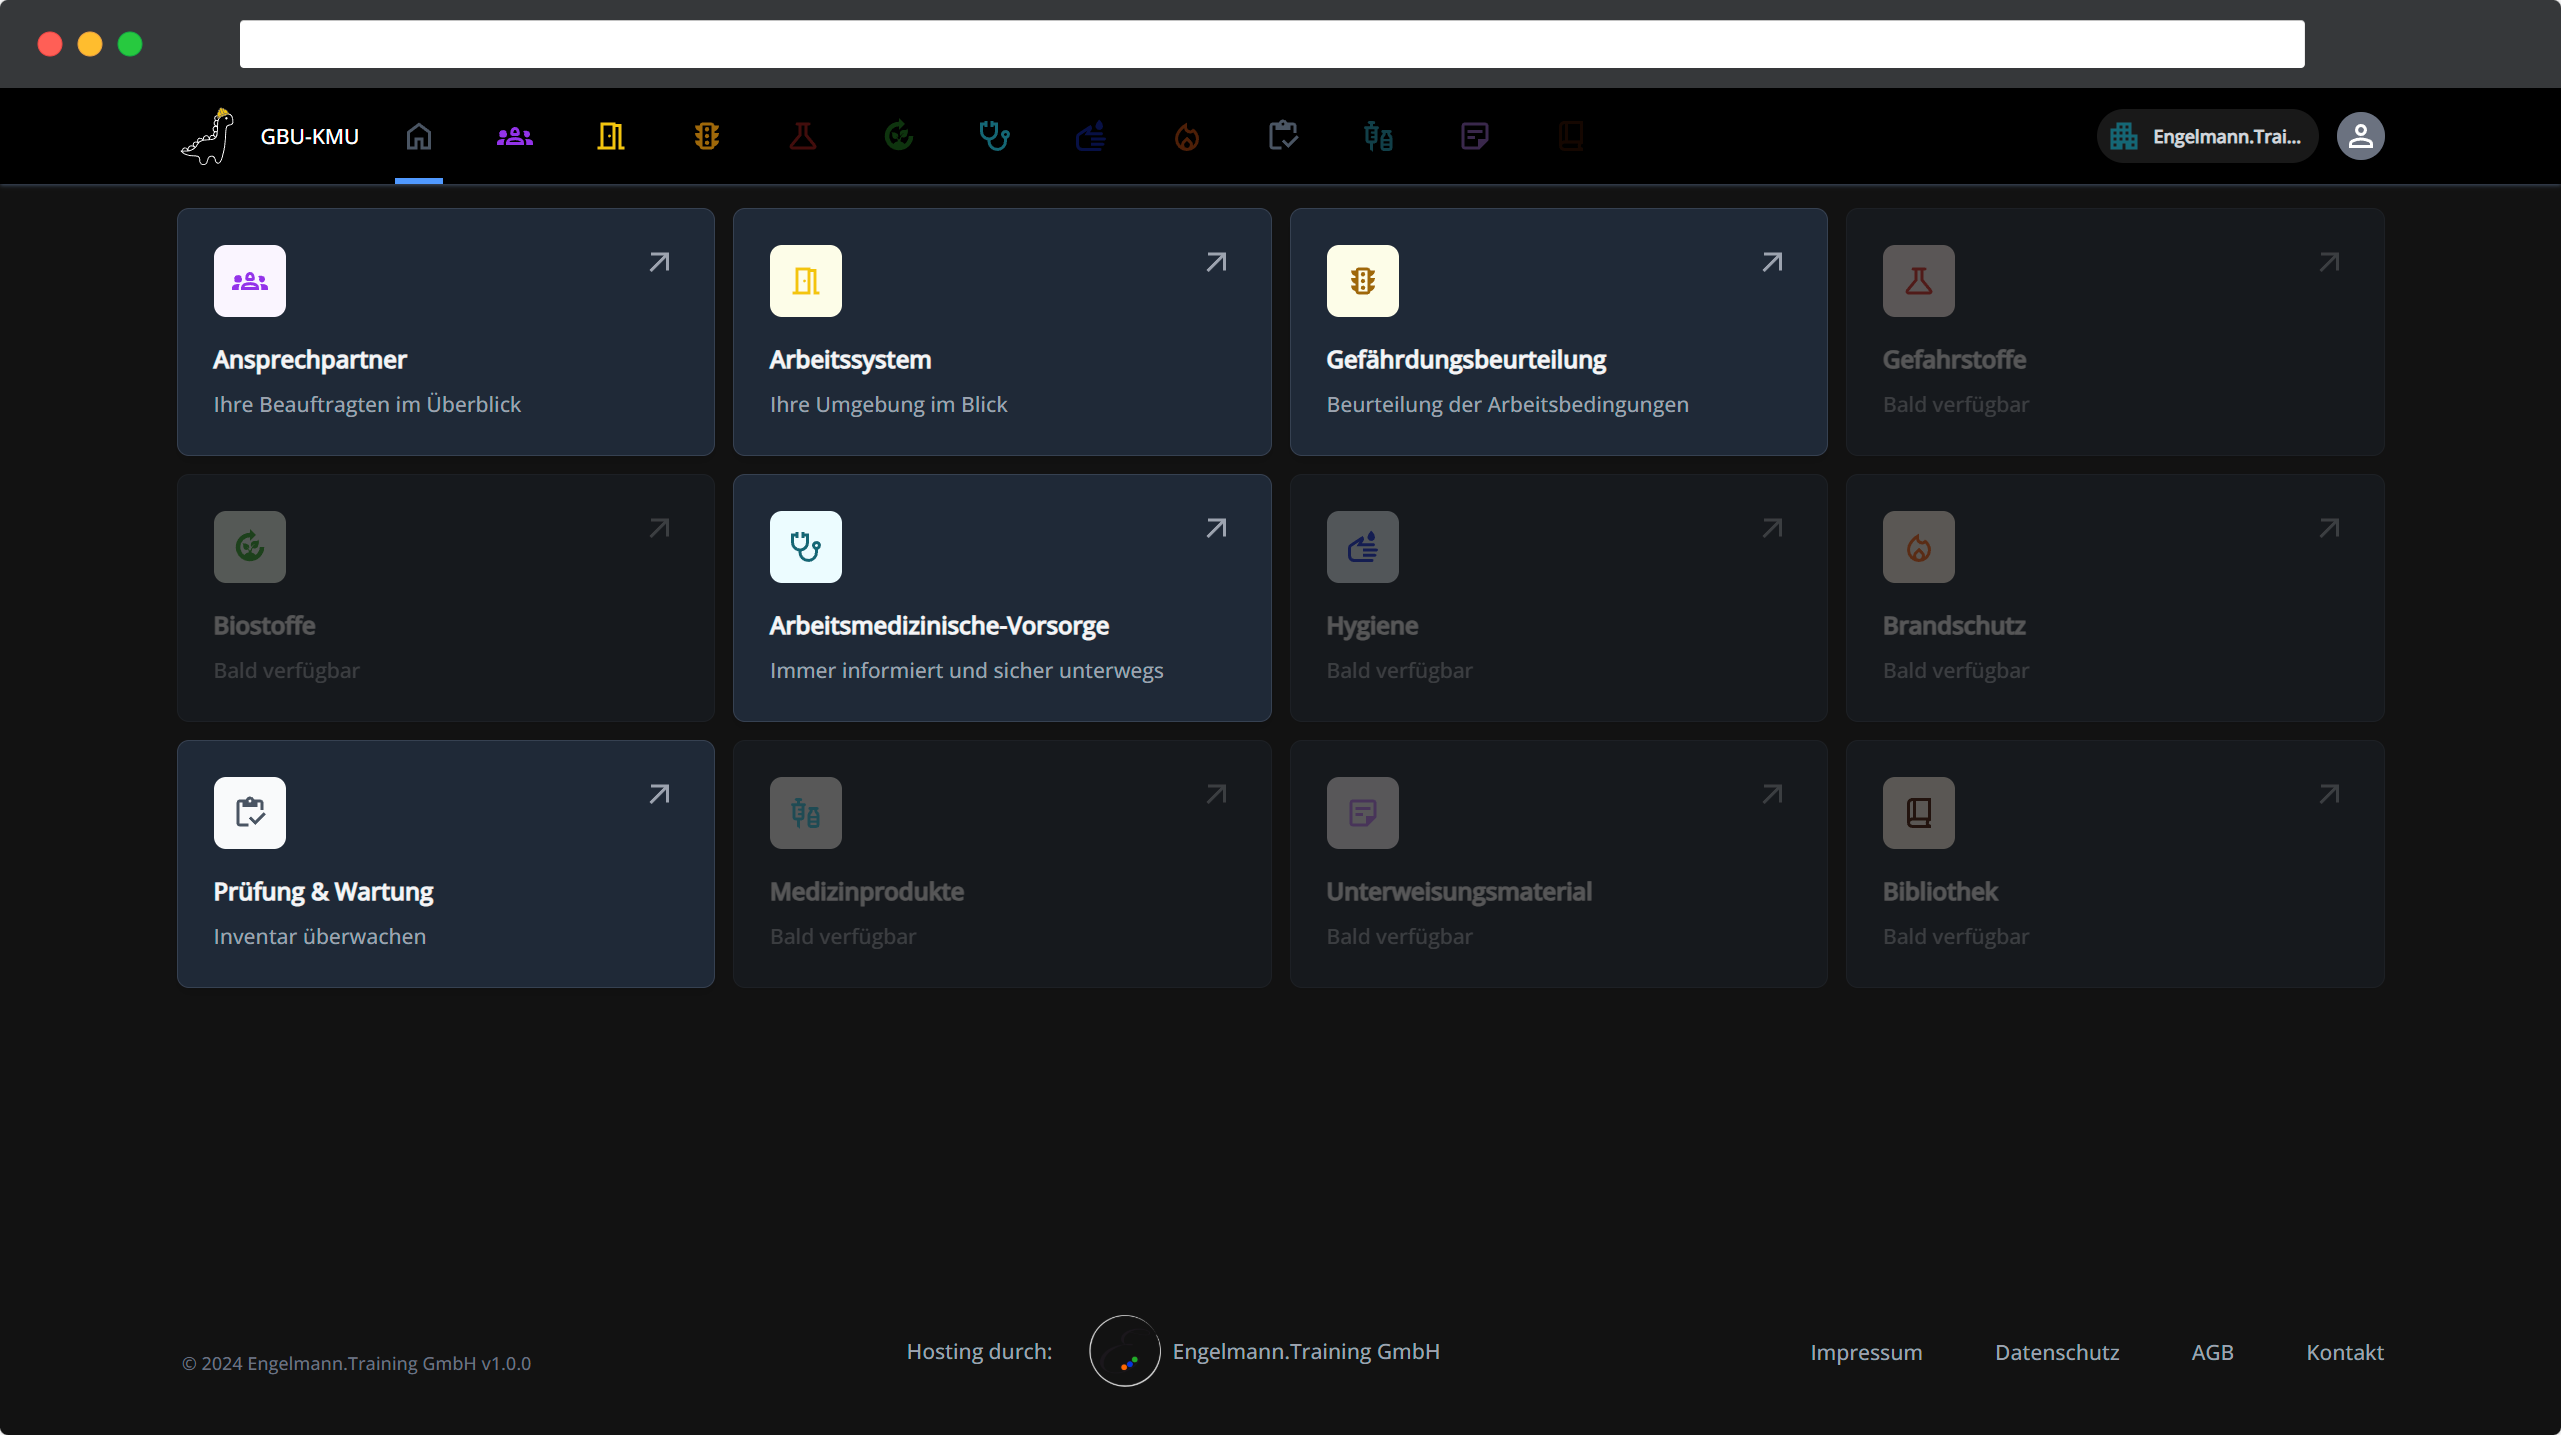 GBU-KMU
Engelmann.Trai...
Ansprechpartner
Ihre Beauftragten im Überblick
Arbeitssystem
Ihre Umgebung im Blick
Gefährdungsbeurteilung
Beurteilung der Arbeitsbedingungen
Gefahrstoffe
Bald verfügbar
Biostoffe
Bald verfügbar
Arbeitsmedizinische-Vorsorge
Immer informiert und sicher unterwegs
Hygiene
Bald verfügbar
Brandschutz
Bald verfügbar
Prüfung & Wartung
Inventar überwachen
Medizinprodukte
Bald verfügbar
Unterweisungsmaterial
Bald verfügbar
Bibliothek
Bald verfügbar
© 2024 Engelmann.Training GmbH v1.0.0
Hosting durch:
Engelmann.Training GmbH
Impressum
Datenschutz
AGB
Kontakt